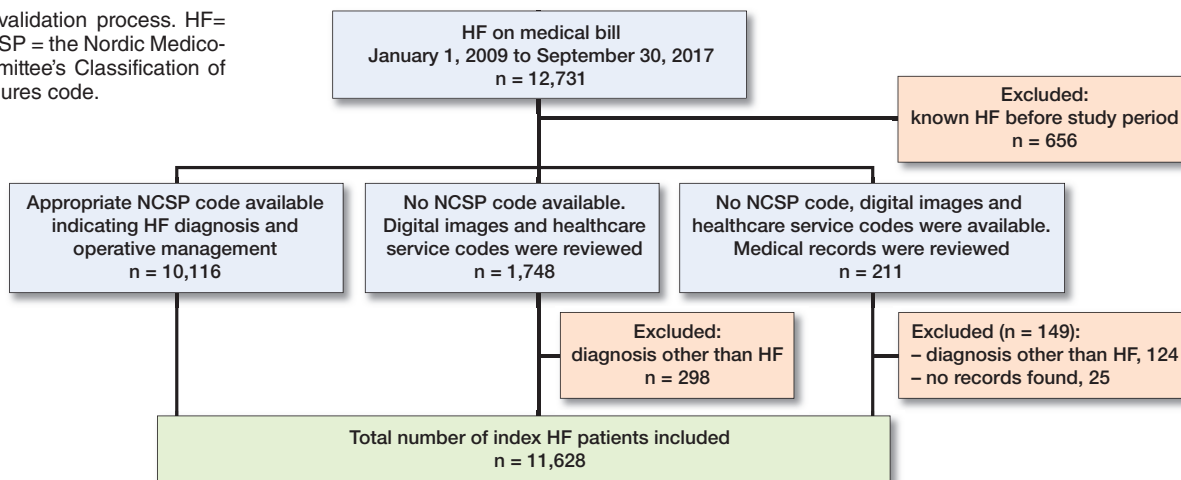 validation process. HF=
SP = the Nordic Medico-
mittee's Classification of
ures code.
HF on medical bill
January 1, 2009 to September 30, 2017
n = 12,731
Excluded:
known HF before study period
n = 656
Appropriate NCSP code available
indicating HF diagnosis and
operative management
n = 10,116
No NCSP code available.
Digital images and healthcare
service codes were reviewed
n = 1,748
No NCSP code, digital images and
healthcare service codes were available.
Medical records were reviewed
n = 211
Excluded:
diagnosis other than HF
n = 298
Excluded (n = 149):
– diagnosis other than HF, 124
– no records found, 25
Total number of index HF patients included
n = 11,628